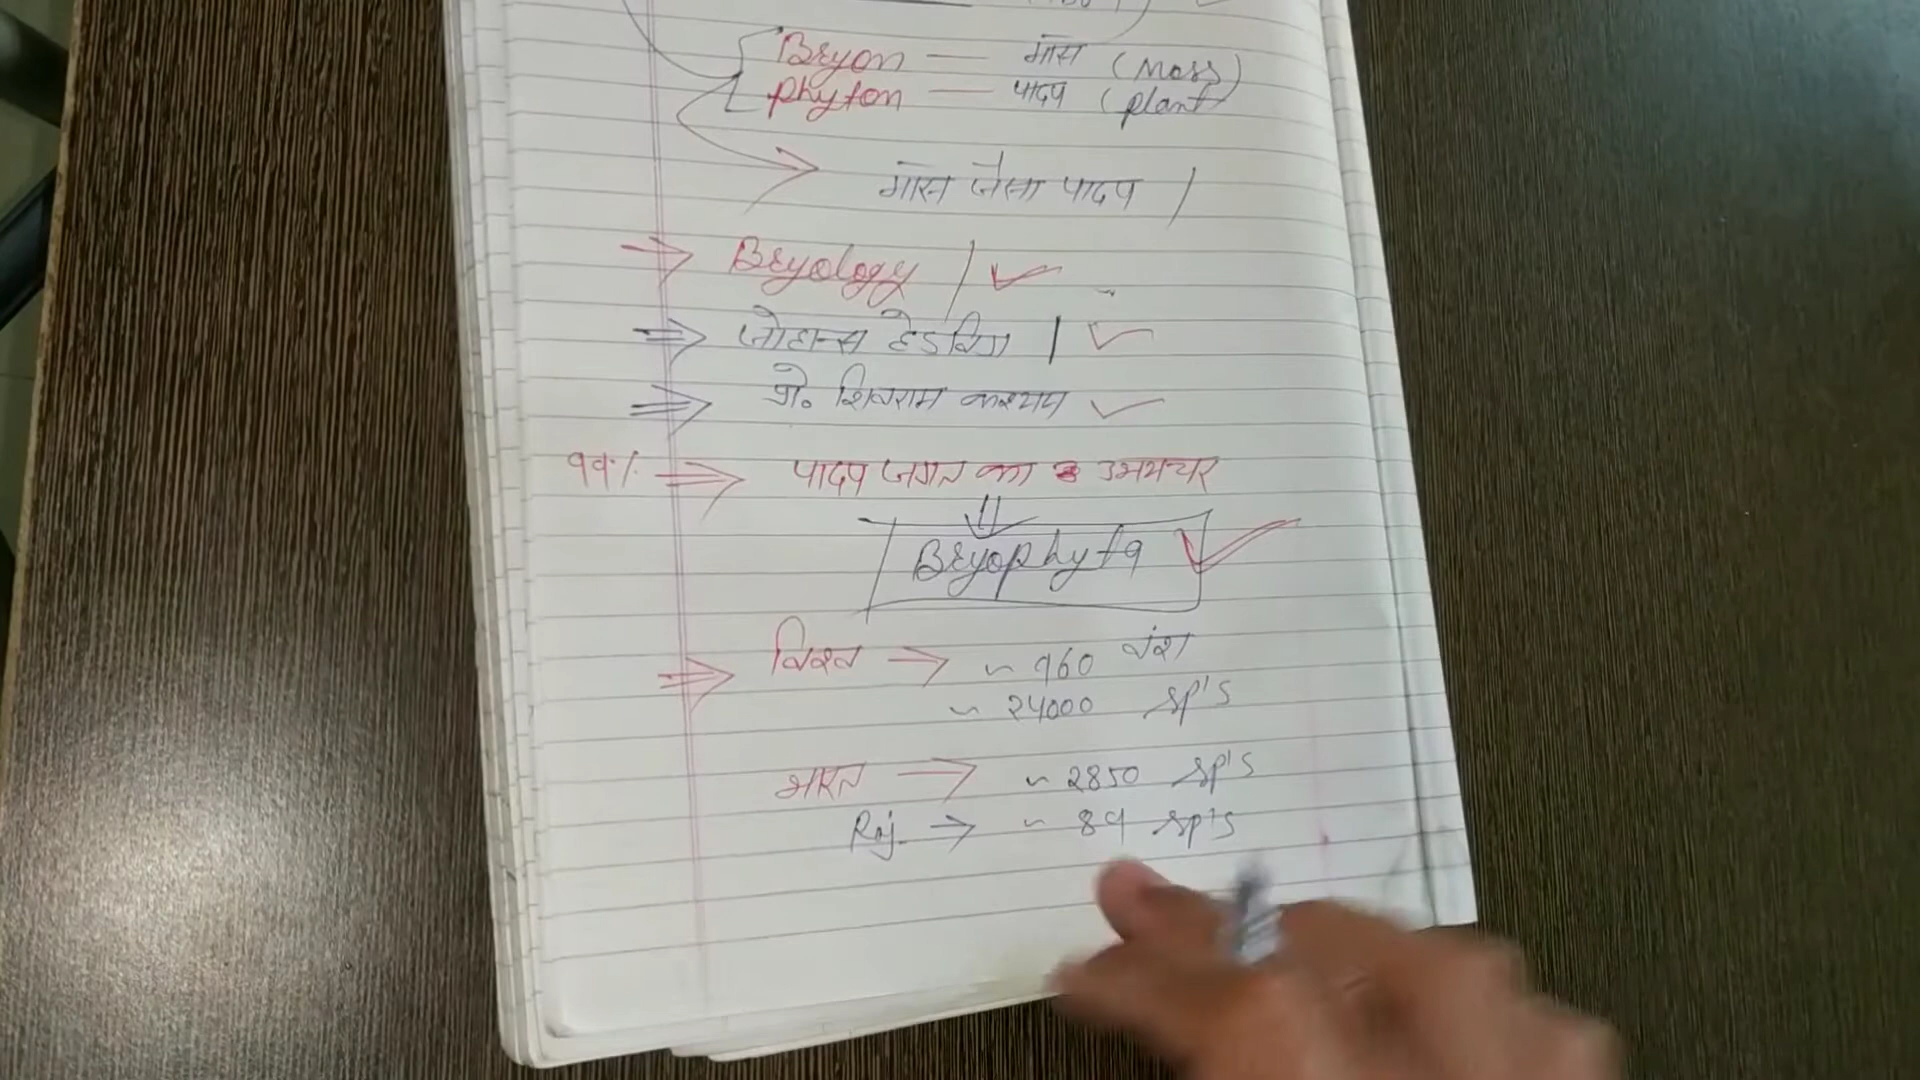 Bryon — मॉस (Moss)
Phyton — पादप (plant
मॉस जैसा पादप |
Bryology |
जोहान्स हेडविग |
प्रो. शिवराम कश्यप
पादप जगत का उभयचर
Bryophyta
विश्व → ~ 960 वंश
~ 24000 sp's
भारत → ~ 2850 sp's
Raj. → ~ 89 sp's